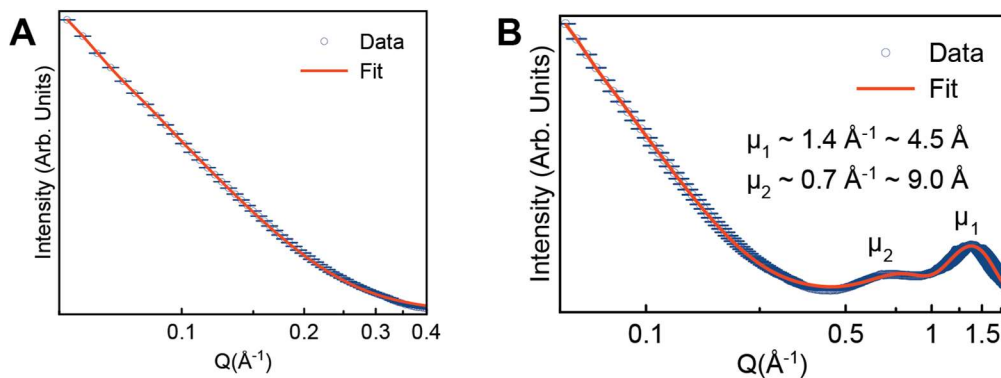 A
Data
Fit
Intensity (Arb. Units)
0.1
0.2
0.3
0.4
Q(Å⁻¹)
B
Data
Fit
μ₁ ~ 1.4 Å⁻¹ ~ 4.5 Å
μ₂ ~ 0.7 Å⁻¹ ~ 9.0 Å
μ₁
μ₂
Intensity (Arb. Units)
0.1
0.5
1
1.5
Q(Å⁻¹)